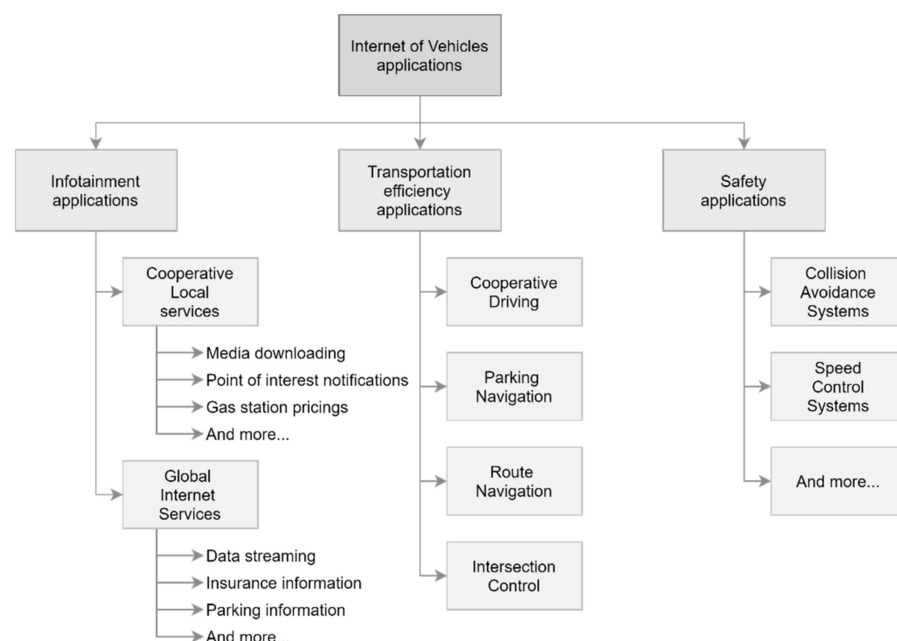 Internet of Vehicles
applications
Infotainment
applications
Cooperative
Local
services
Media downloading
Point of interest notifications
Gas station pricings
And more...
Global
Internet
Services
Data streaming
Insurance information
Parking information
And more...
Transportation
efficiency
applications
Cooperative
Driving
Parking
Navigation
Route
Navigation
Intersection
Control
Safety
applications
Collision
Avoidance
Systems
Speed
Control
Systems
And more...